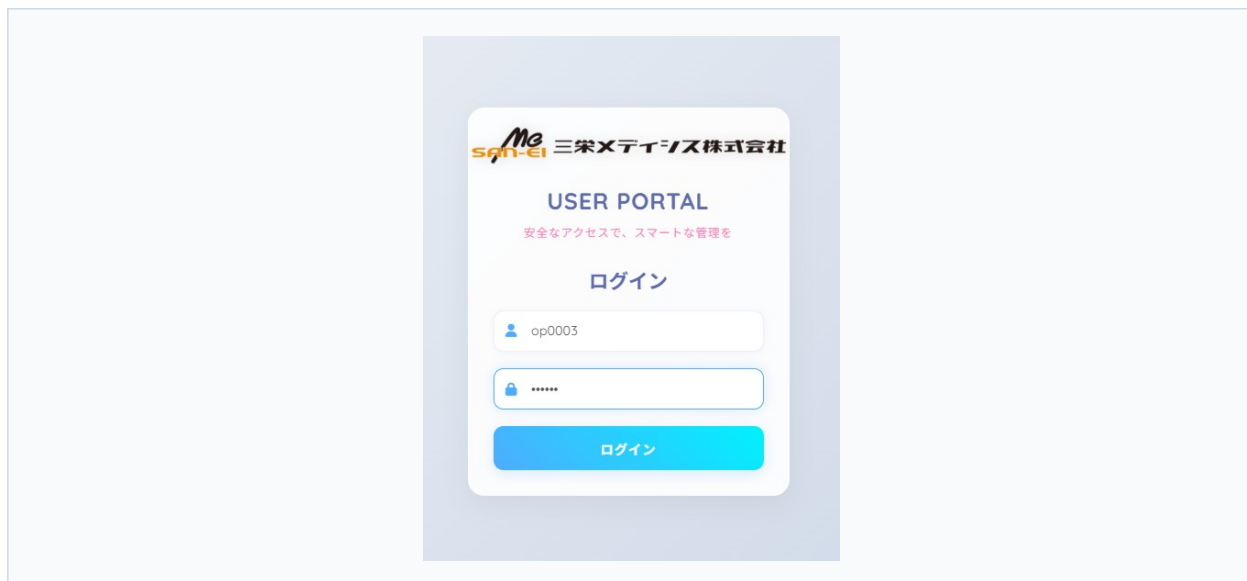 Me
SAN-EI 三栄メディシス株式会社
USER PORTAL
安全なアクセスで、スマートな管理を
ログイン
op0003
••••••
ログイン